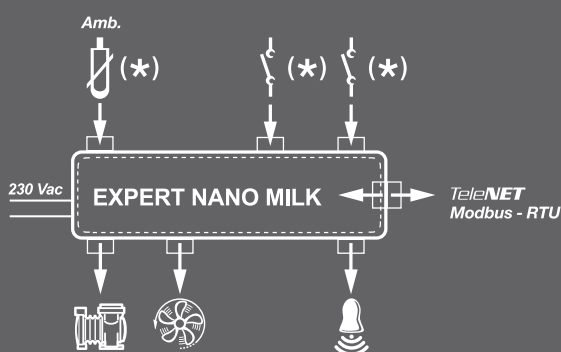 Amb.
(*)
(*)
(*)
230 Vac
EXPERT NANO MILK
TeleNET
Modbus - RTU